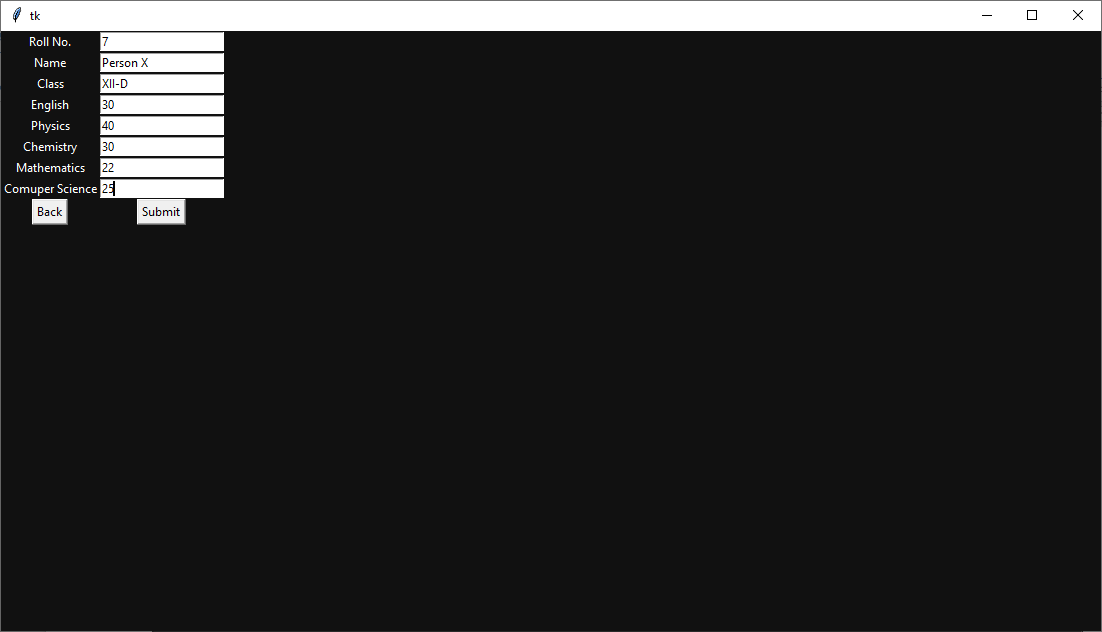 tk
Roll No. 7
Name Person X
Class XII-D
English 30
Physics 40
Chemistry 30
Mathematics 22
Comuper Science 25
Back Submit